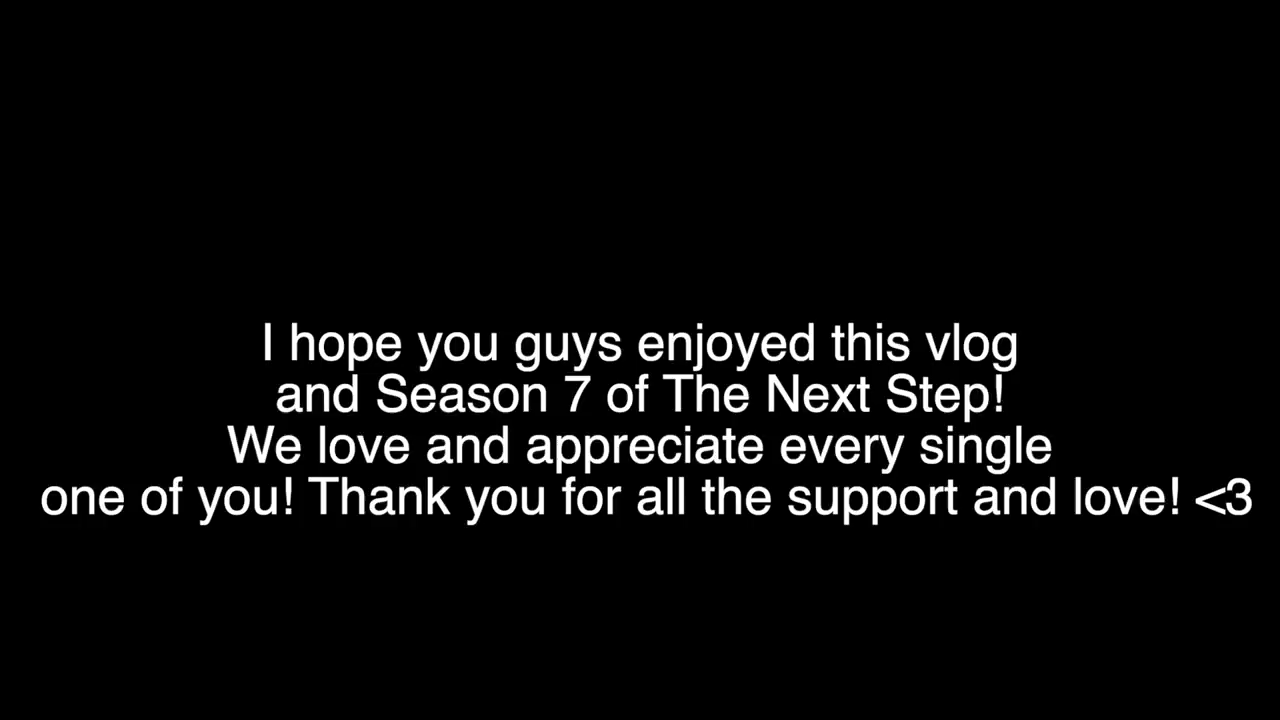 I hope you guys enjoyed this vlog
and Season 7 of The Next Step!
We love and appreciate every single
one of you! Thank you for all the support and love! <3